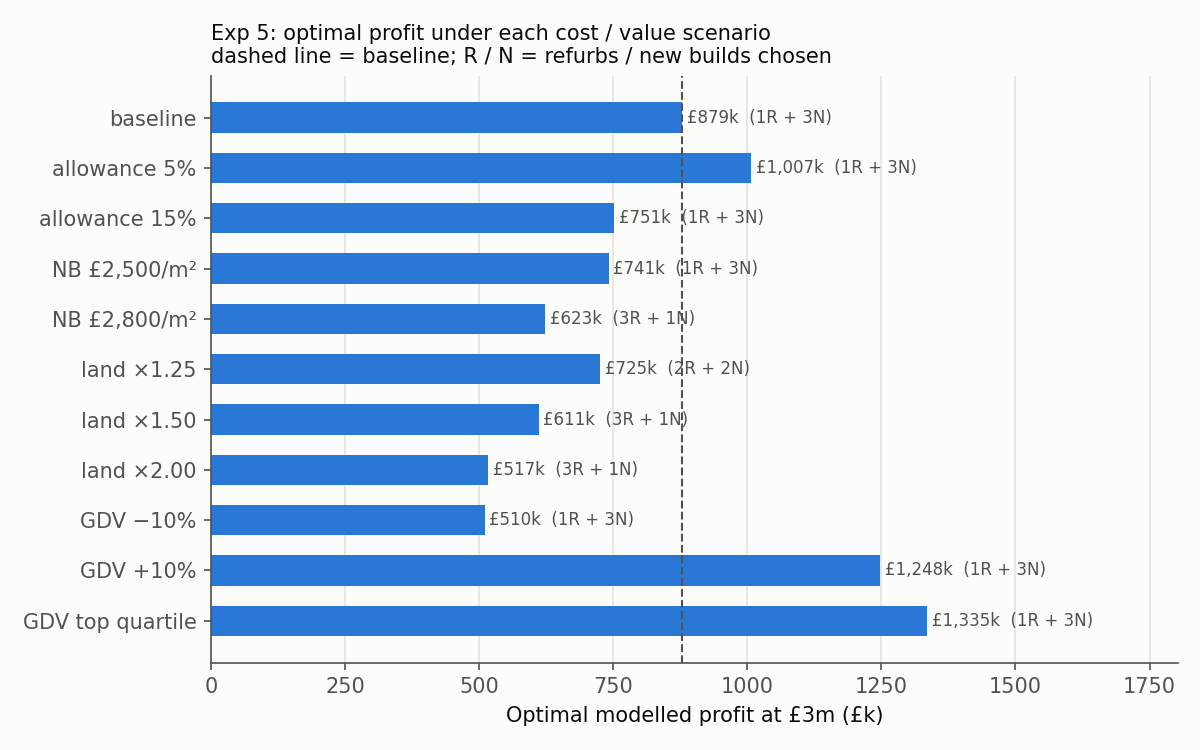 Exp 5: optimal profit under each cost / value scenario
dashed line = baseline; R / N = refurbs / new builds chosen
baseline £879k (1R + 3N)
allowance 5% £1,007k (1R + 3N)
allowance 15% £751k (1R + 3N)
NB £2,500/m² £741k (1R + 3N)
NB £2,800/m² £623k (3R + 1N)
land ×1.25 £725k (2R + 2N)
land ×1.50 £611k (3R + 1N)
land ×2.00 £517k (3R + 1N)
GDV −10% £510k (1R + 3N)
GDV +10% £1,248k (1R + 3N)
GDV top quartile £1,335k (1R + 3N)
0 250 500 750 1000 1250 1500 1750
Optimal modelled profit at £3m (£k)